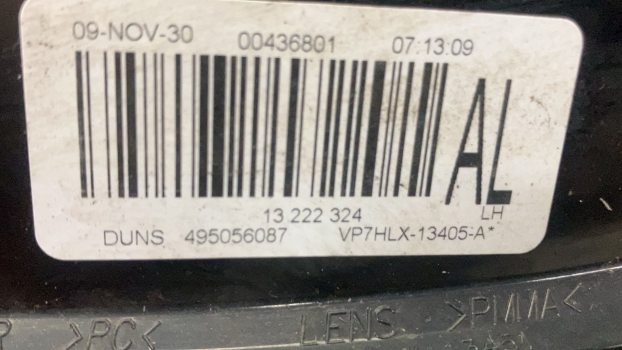 09-NOV-30 00436801 07:13:09
AL
13 222 324 LH
DUNS 495056087 VP7HLX-13405-A*
>PC< LENS >PMMA<